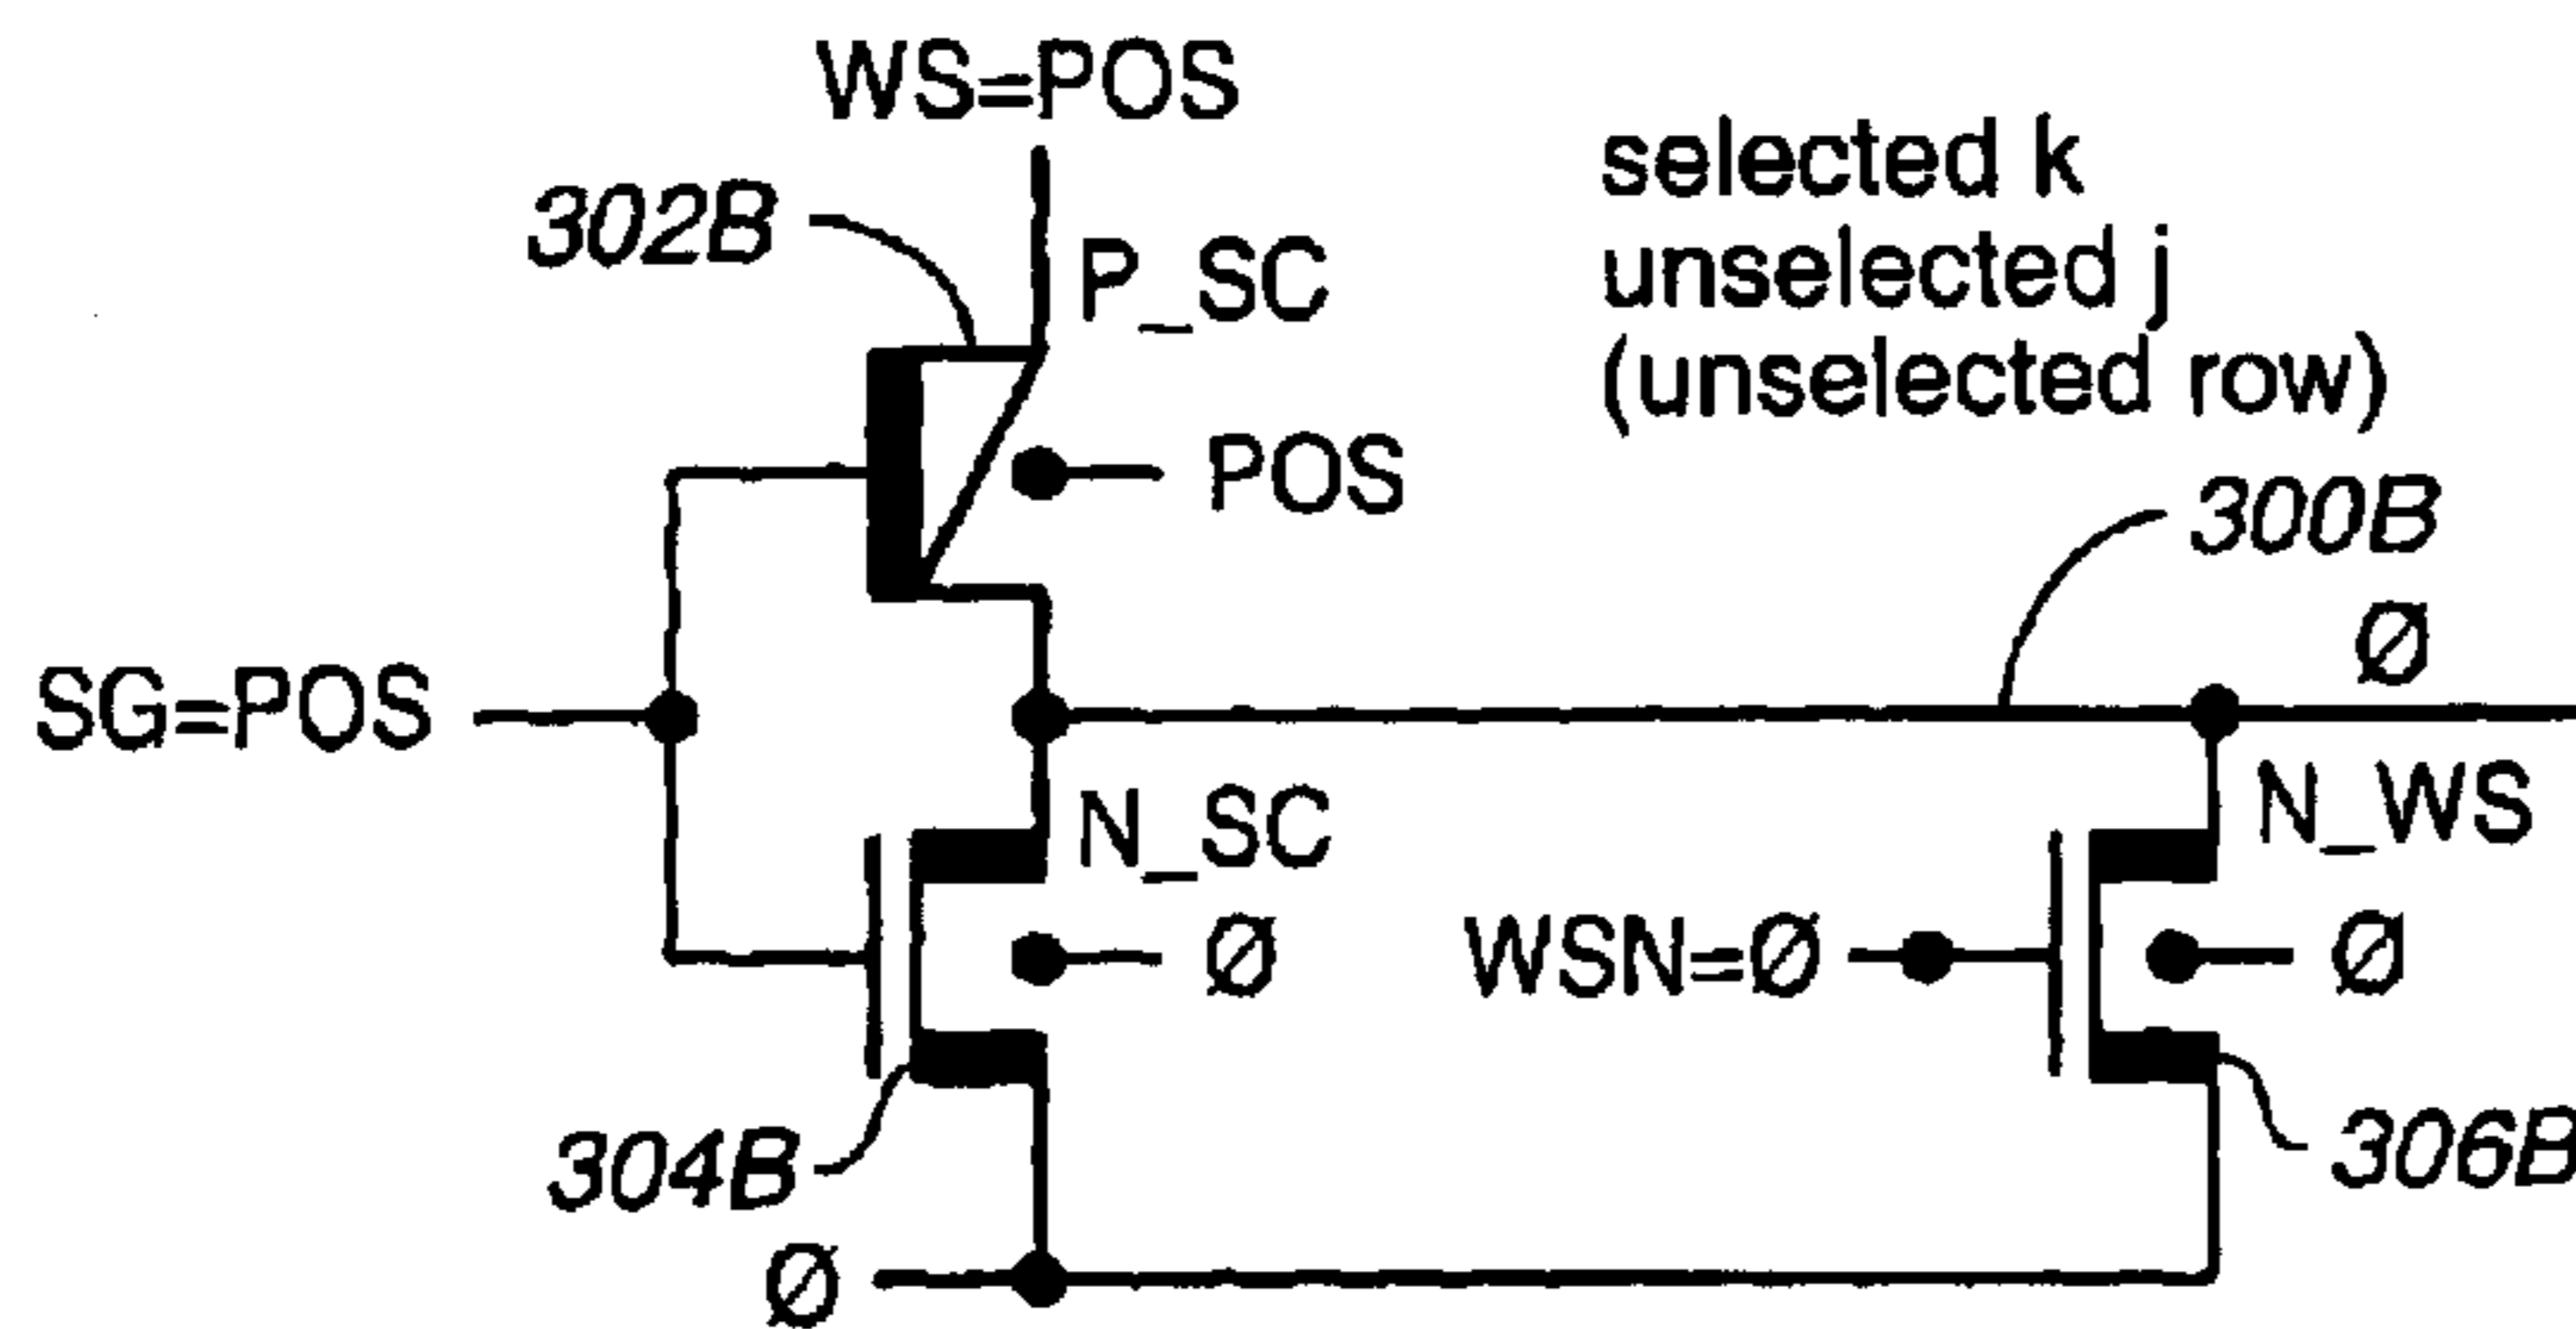 WS=POS
302B
P_SC
selected k
unselected j
(unselected row)
POS
300B
Ø
SG=POS
N_SC
N_WS
Ø
WSN=Ø
Ø
304B
306B
Ø